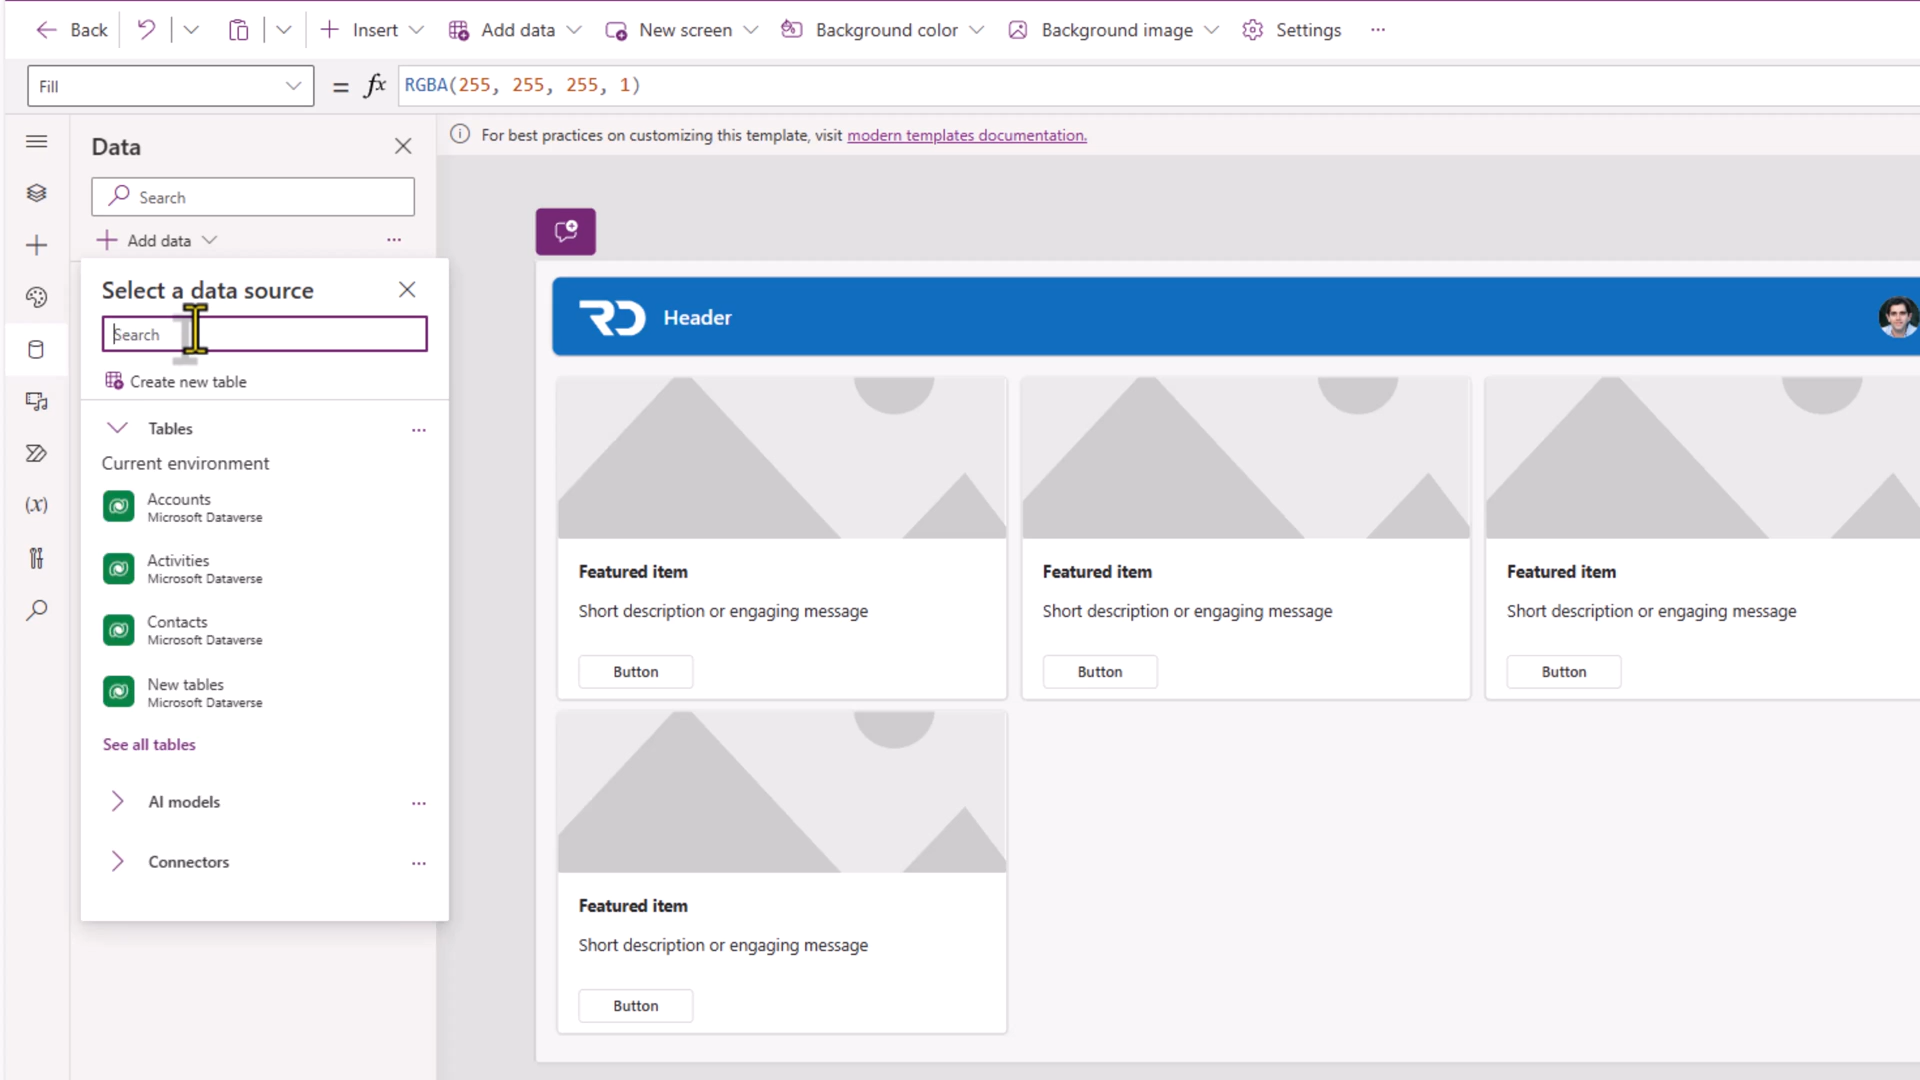 Back
Insert
Add data
New screen
Background color
Background image
Settings
...
Fill
= fx RGBA(255, 255, 255, 1)
Data
Search
Add data
...
For best practices on customizing this template, visit modern templates documentation.
Select a data source
Search
Create new table
Tables
...
Current environment
Accounts
Microsoft Dataverse
Activities
Microsoft Dataverse
Contacts
Microsoft Dataverse
New tables
Microsoft Dataverse
See all tables
AI models
...
Connectors
...
(x)
RD Header
Featured item
Short description or engaging message
Button
Featured item
Short description or engaging message
Button
Featured item
Short description or engaging message
Button
Featured item
Short description or engaging message
Button